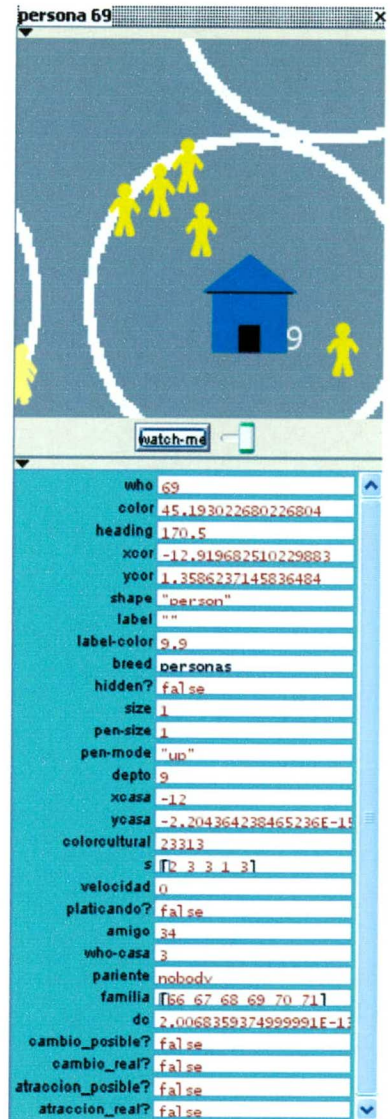 persona 69 x
9
watch-me
who 69
color 45.193022680226804
heading 170.5
xcor -12.919682510229883
ycor 1.3586237145836484
shape "person"
label ""
label-color 9.9
breed personas
hidden? false
size 1
pen-size 1
pen-mode "up"
depto 9
xcasa -12
ycasa -2.204364238465236E-15
colorcultural 23313
s [2 3 3 1 3]
velocidad 0
platicando? false
amigo 34
who-casa 3
pariente nobody
familia [66 67 68 69 70 71]
dc 2.0068359374999991E-13
cambio_posible? false
cambio_real? false
atraccion_posible? false
atraccion_real? false